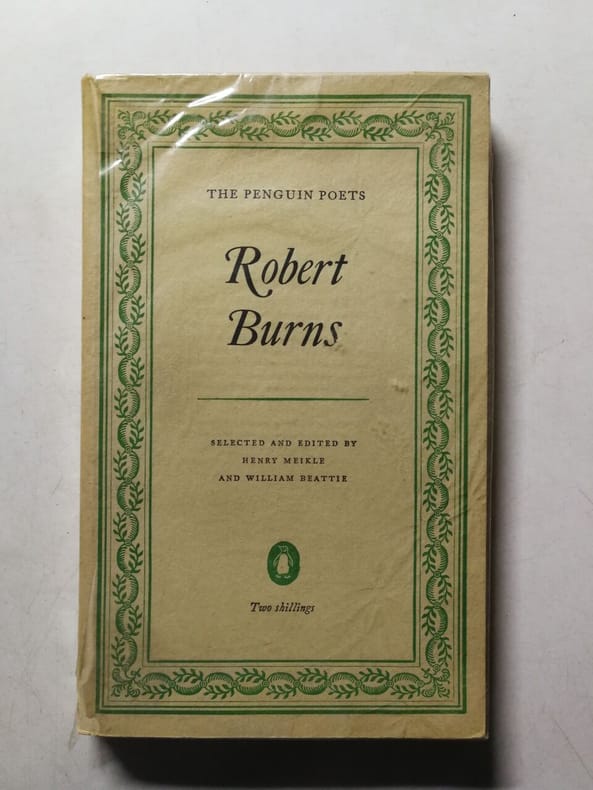 THE PENGUIN POETS
Robert
Burns
SELECTED AND EDITED BY
HENRY MEIKLE
AND WILLIAM BEATTIE
Two shillings